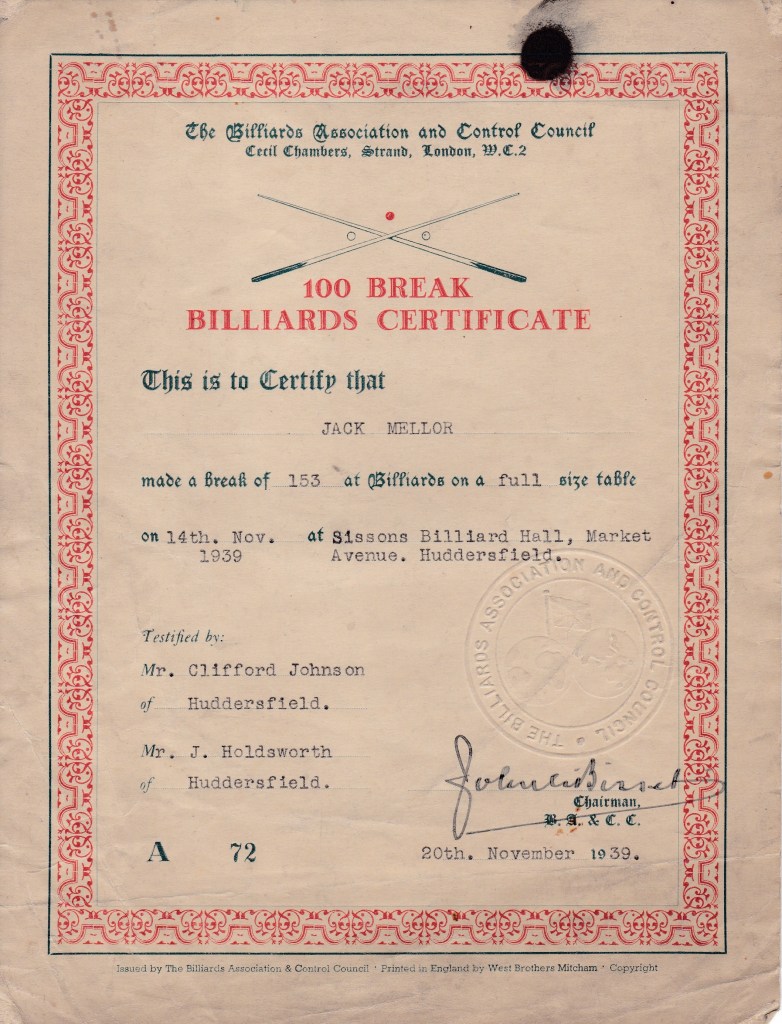 The Billiards Association and Control Council
Cecil Chambers, Strand, London, W.C.2
100 BREAK
BILLIARDS CERTIFICATE
This is to Certify that
JACK MELLOR
made a break of 153 at Billiards on a full size table
on 14th. Nov. at Sissons Billiard Hall, Market
1939 Avenue. Huddersfield.
THE BILLIARDS ASSOCIATION AND CONTROL COUNCIL
Testified by:
Mr. Clifford Johnson
of Huddersfield.
Mr. J. Holdsworth
of Huddersfield.
John C Bissett
Chairman,
B. A. & C. C.
A 72
20th. November 1939.
Issued by The Billiards Association & Control Council · Printed in England by West Brothers Mitcham · Copyright